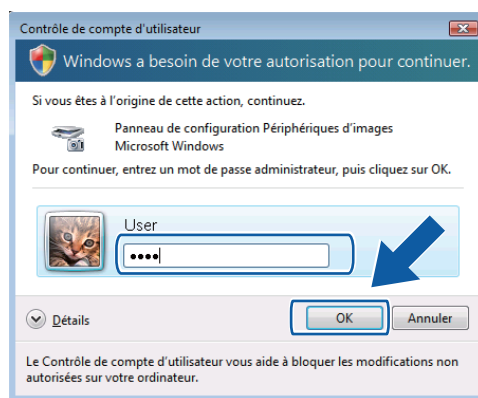 Contrôle de compte d'utilisateur
Windows a besoin de votre autorisation pour continuer.
Si vous êtes à l'origine de cette action, continuez.
Panneau de configuration Périphériques d'images
Microsoft Windows
Pour continuer, entrez un mot de passe administrateur, puis cliquez sur OK.
User
••••
Détails
OK
Annuler
Le Contrôle de compte d'utilisateur vous aide à bloquer les modifications non
autorisées sur votre ordinateur.